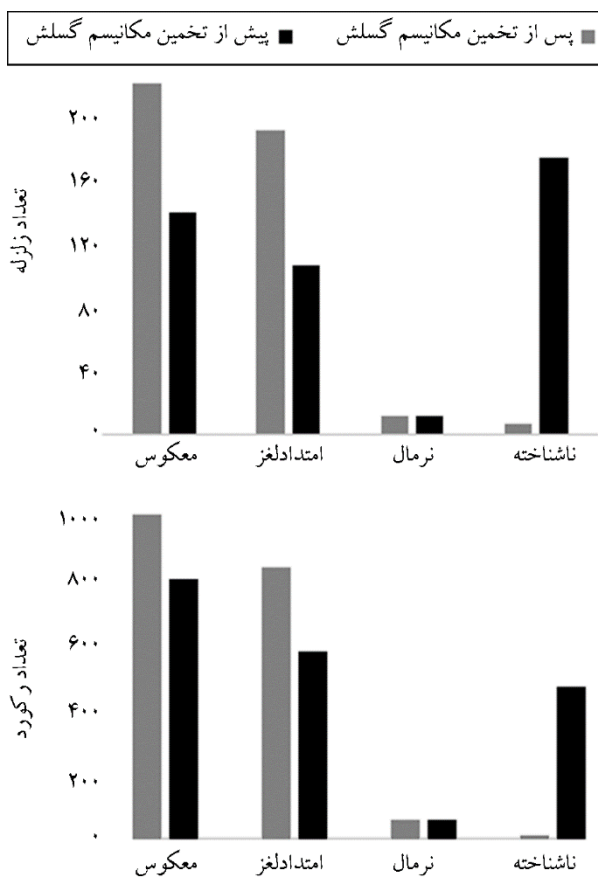 پس از تخمین مکانیسم گسلش
پیش از تخمین مکانیسم گسلش
تعداد زلزله
۲۰۰
۱۶۰
۱۲۰
۸۰
۴۰
۰
معکوس
امتدادلغز
نرمال
ناشناخته
تعداد رکورد
۱۰۰۰
۸۰۰
۶۰۰
۴۰۰
۲۰۰
۰
معکوس
امتدادلغز
نرمال
ناشناخته